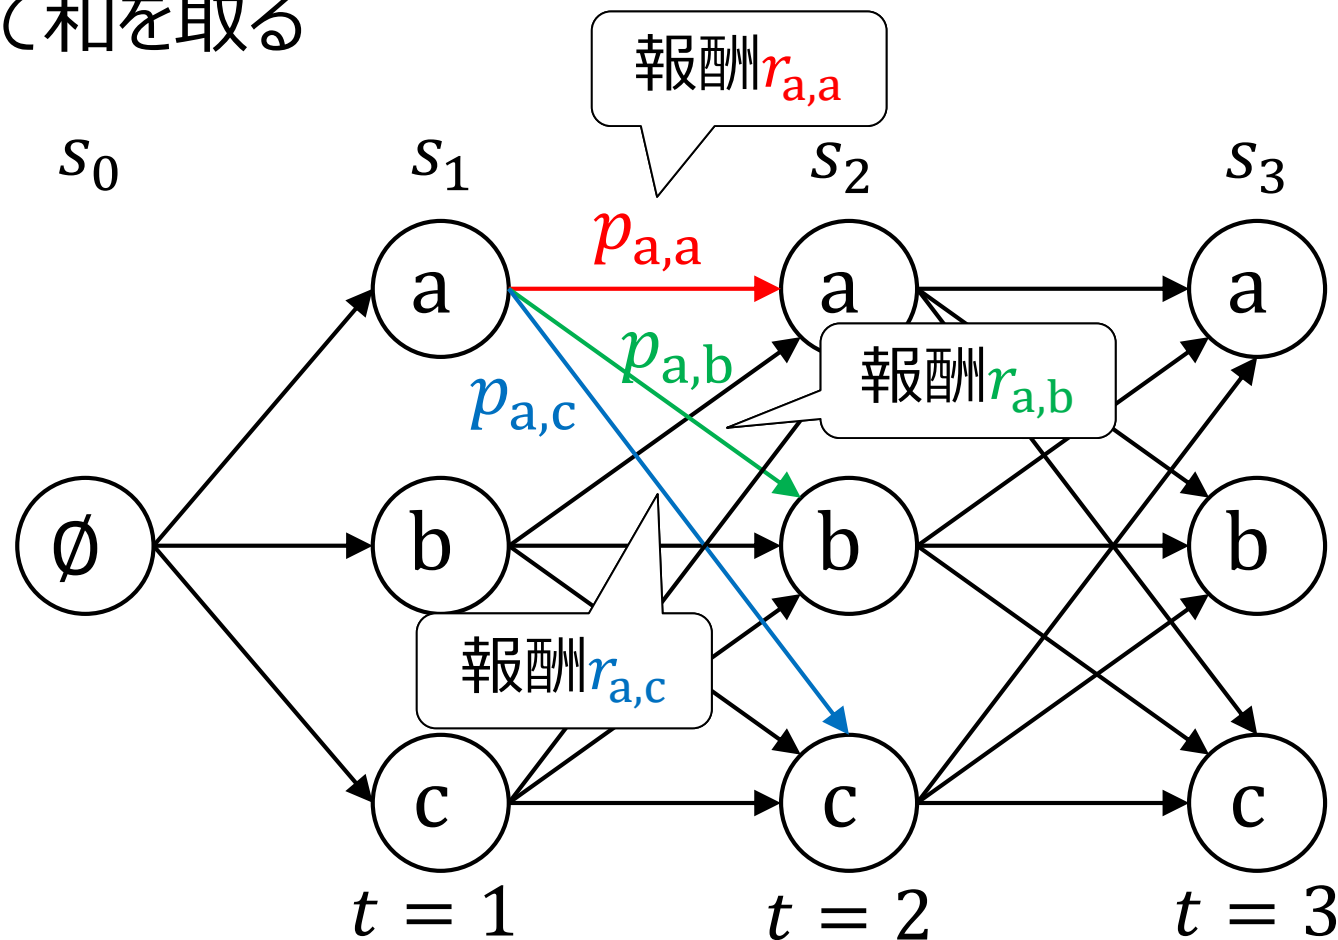 て和を取る
報酬r_{a,a}
s_0
s_1
s_2
s_3
p_{a,a}
a
a
a
p_{a,b}
報酬r_{a,b}
p_{a,c}
∅
b
b
b
報酬r_{a,c}
c
c
c
t = 1
t = 2
t = 3